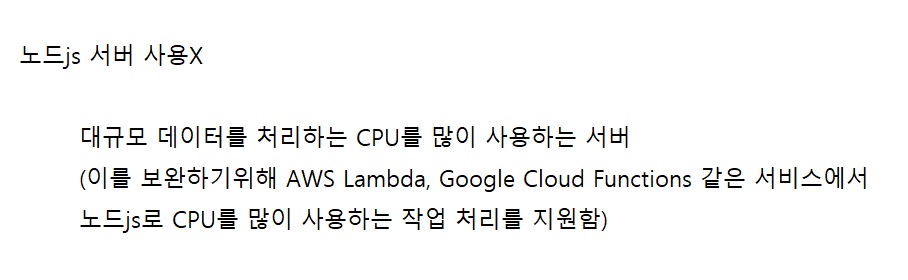 노드js 서버 사용X
대규모 데이터를 처리하는 CPU를 많이 사용하는 서버
(이를 보완하기위해 AWS Lambda, Google Cloud Functions 같은 서비스에서
노드js로 CPU를 많이 사용하는 작업 처리를 지원함)